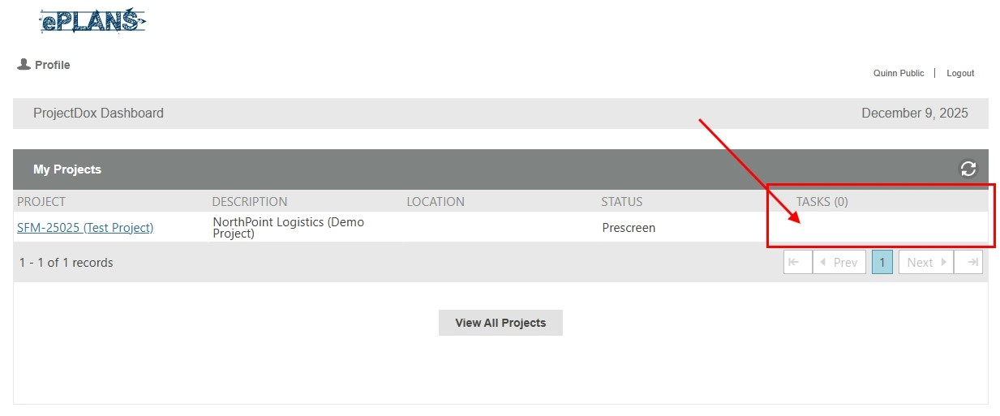 ePLANS
Profile
Quinn Public | Logout
ProjectDox Dashboard December 9, 2025
My Projects
PROJECT DESCRIPTION LOCATION STATUS TASKS (0)
SFM-25025 (Test Project) NorthPoint Logistics (Demo Prescreen
Project)
1 - 1 of 1 records Prev 1 Next
View All Projects